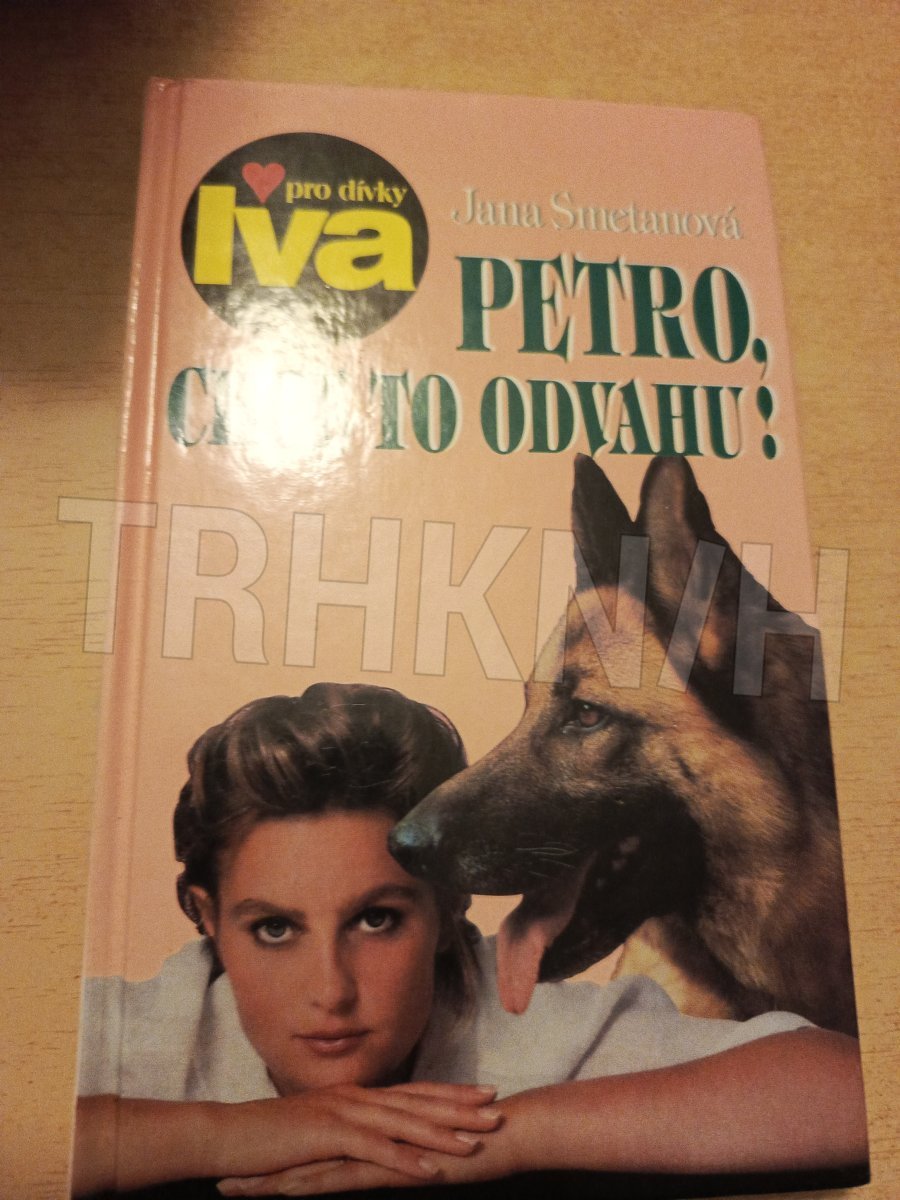 pro dívky
Iva
Jana Smetanová
PETRO,
TO ODVAHU!
TRHKNIH